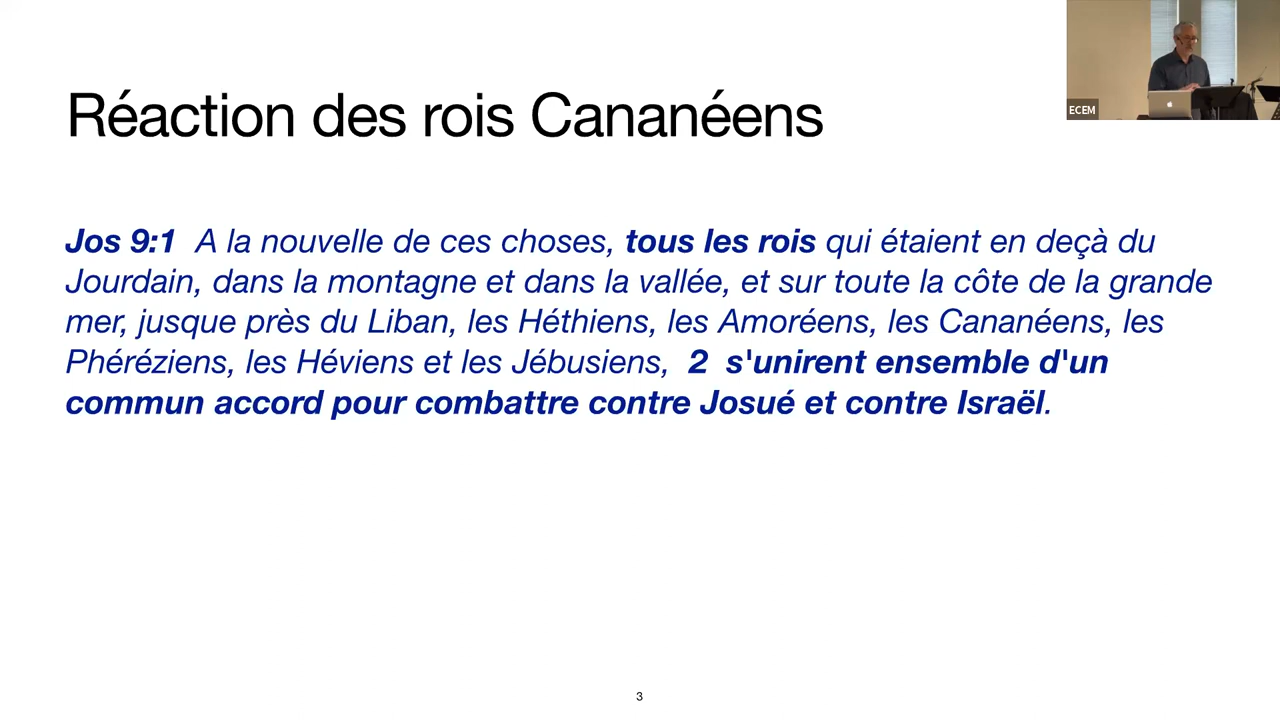 Réaction des rois Cananéens
ECEM
Jos 9:1 A la nouvelle de ces choses, tous les rois qui étaient en deçà du
Jourdain, dans la montagne et dans la vallée, et sur toute la côte de la grande
mer, jusque près du Liban, les Héthiens, les Amoréens, les Cananéens, les
Phéréziens, les Héviens et les Jébusiens, 2 s'unirent ensemble d'un
commun accord pour combattre contre Josué et contre Israël.
3